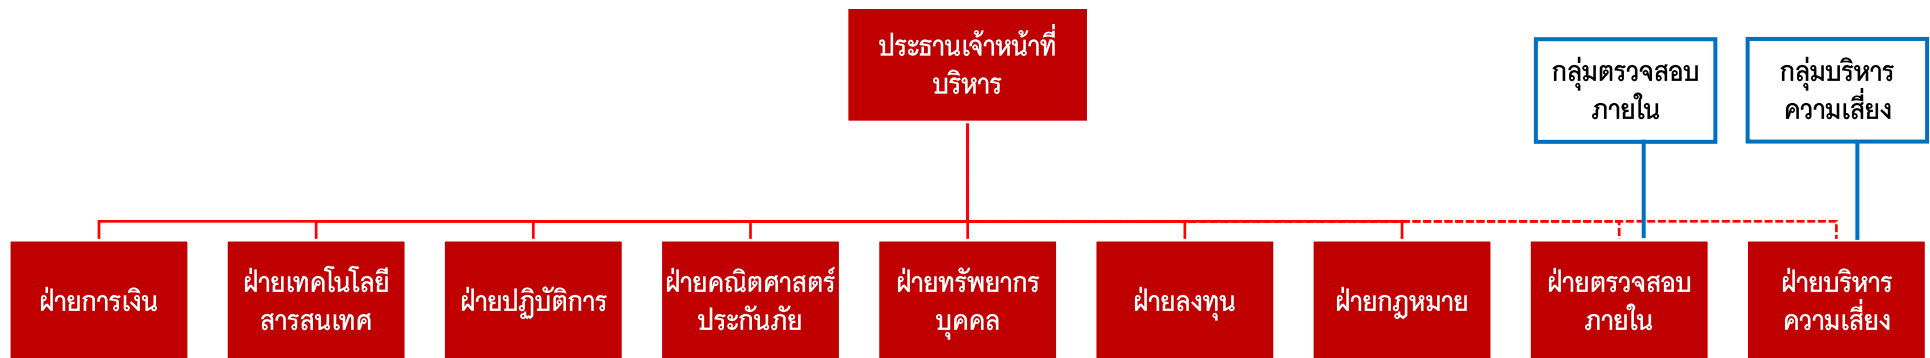 ประธานเจ้าหน้าที่
บริหาร
กลุ่มตรวจสอบ
ภายใน
กลุ่มบริหาร
ความเสี่ยง
ฝ่ายการเงิน
ฝ่ายเทคโนโลยี
สารสนเทศ
ฝ่ายปฏิบัติการ
ฝ่ายคณิตศาสตร์
ประกันภัย
ฝ่ายทรัพยากร
บุคคล
ฝ่ายลงทุน
ฝ่ายกฎหมาย
ฝ่ายตรวจสอบ
ภายใน
ฝ่ายบริหาร
ความเสี่ยง